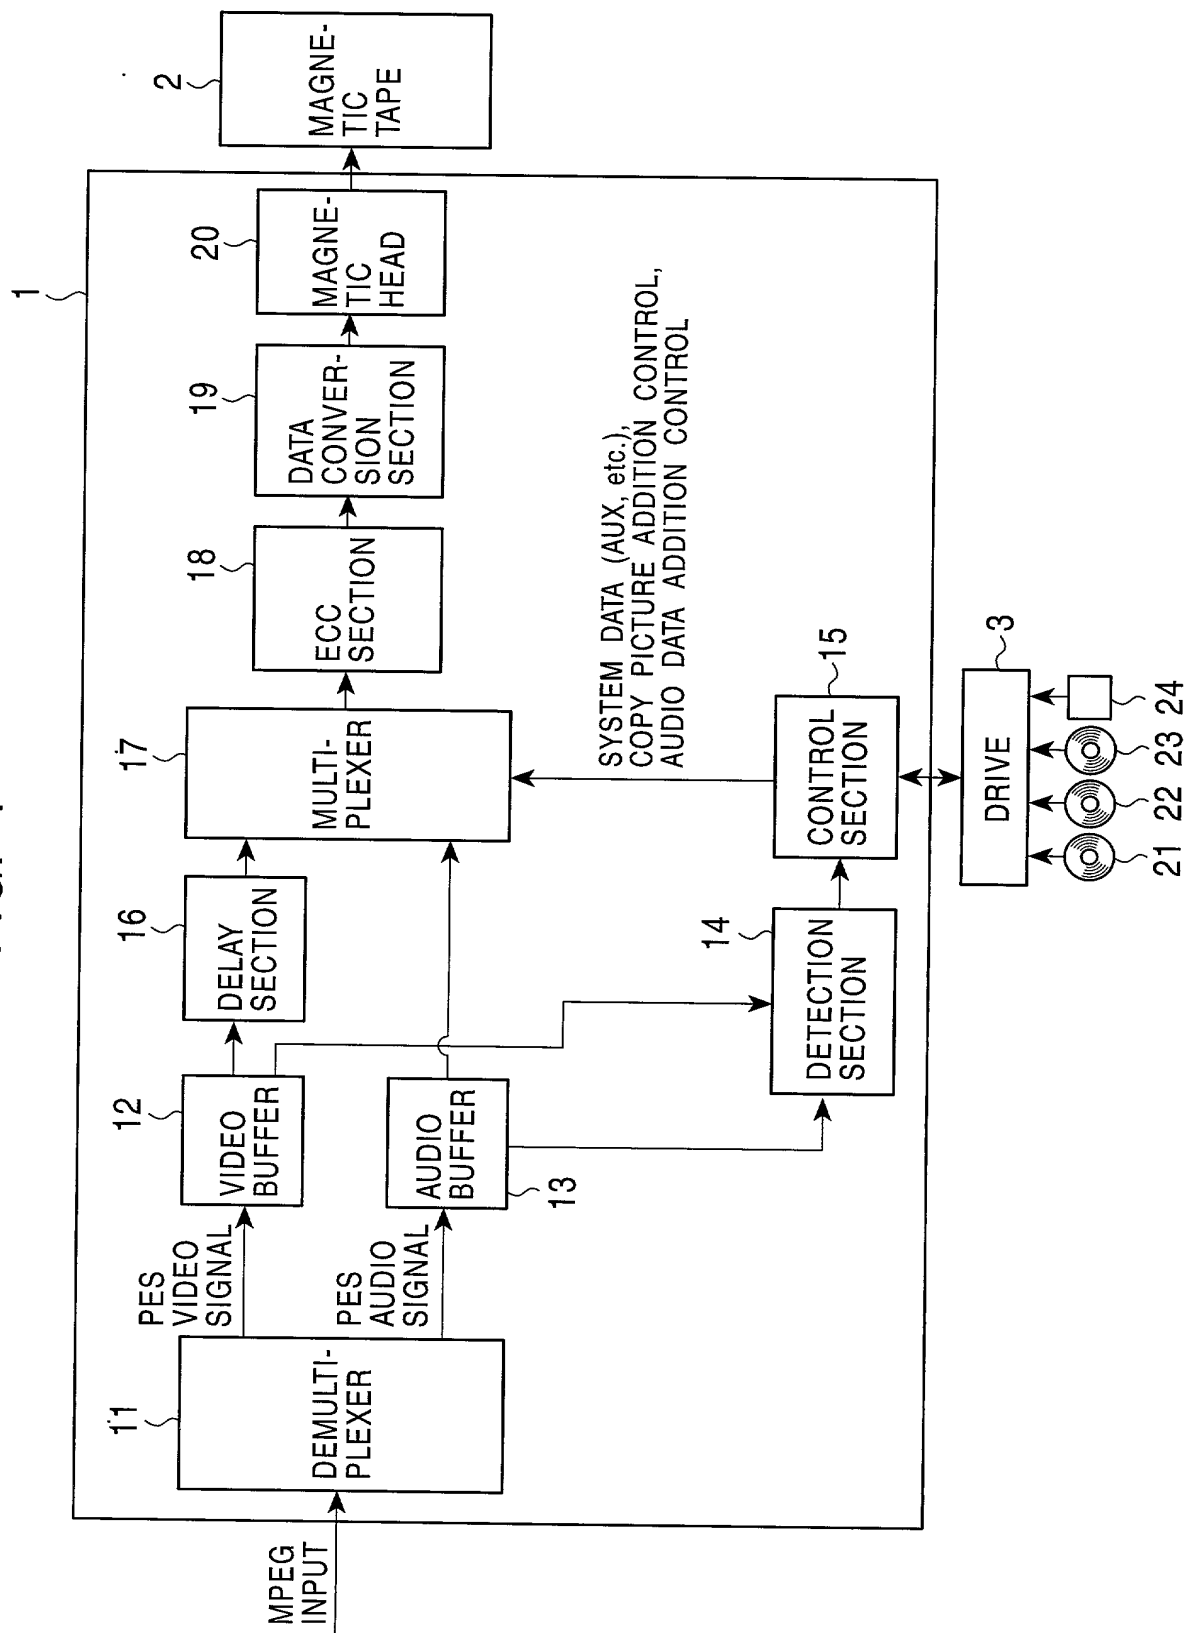 1
2
MAGNE-
TIC
TAPE
20
MAGNE-
TIC
HEAD
19
DATA
CONVER-
SION
SECTION
18
ECC
SECTION
17
MULTI-
PLEXER
16
DELAY
SECTION
12
VIDEO
BUFFER
PES
VIDEO
SIGNAL
11
DEMULTI-
PLEXER
MPEG
INPUT
PES
AUDIO
SIGNAL
AUDIO
BUFFER
13
14
DETECTION
SECTION
15
CONTROL
SECTION
SYSTEM DATA (AUX, etc.),
COPY PICTURE ADDITION CONTROL,
AUDIO DATA ADDITION CONTROL
3
DRIVE
21
22
23
24